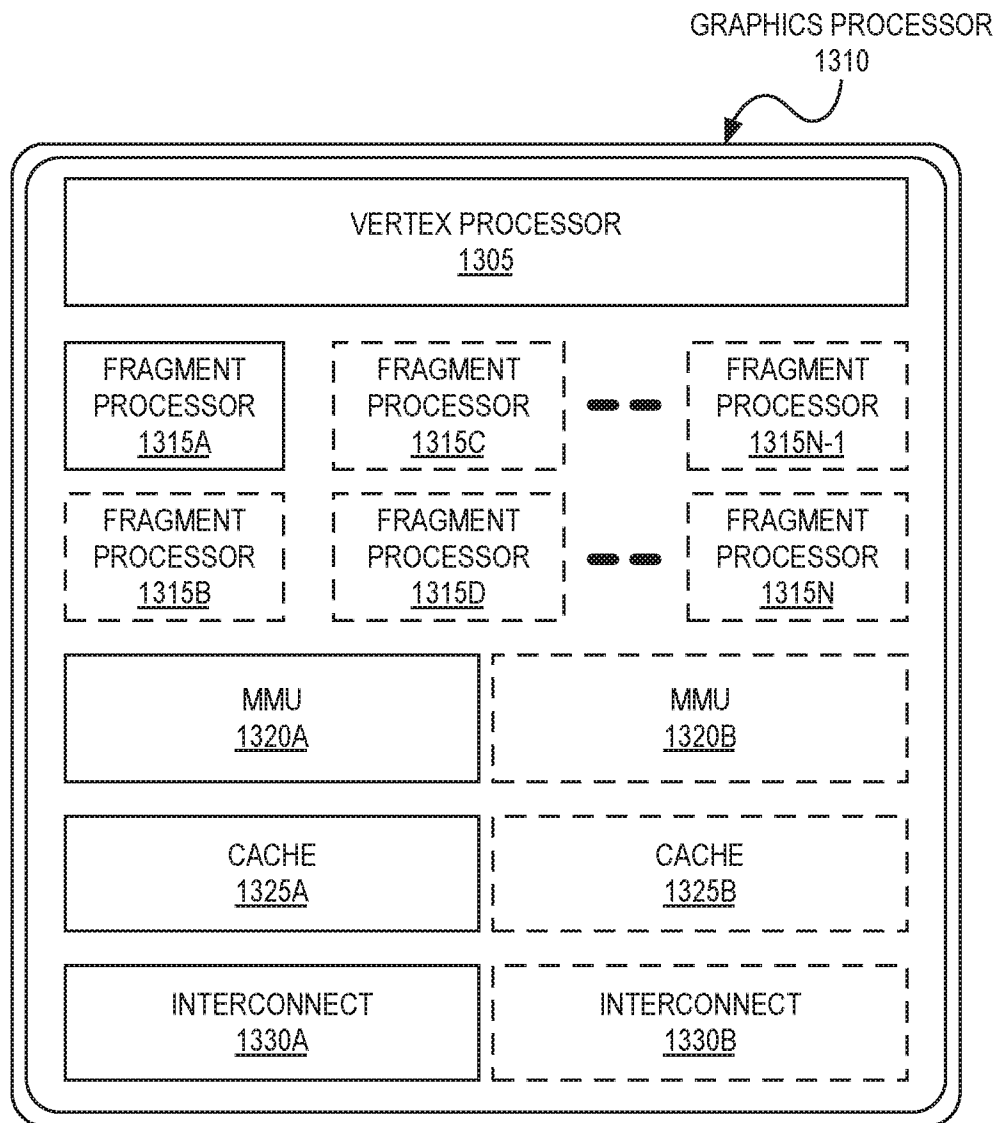 GRAPHICS PROCESSOR
1310
VERTEX PROCESSOR
1305
FRAGMENT
PROCESSOR
1315A
FRAGMENT
PROCESSOR
1315C
FRAGMENT
PROCESSOR
1315N-1
FRAGMENT
PROCESSOR
1315B
FRAGMENT
PROCESSOR
1315D
FRAGMENT
PROCESSOR
1315N
MMU
1320A
MMU
1320B
CACHE
1325A
CACHE
1325B
INTERCONNECT
1330A
INTERCONNECT
1330B